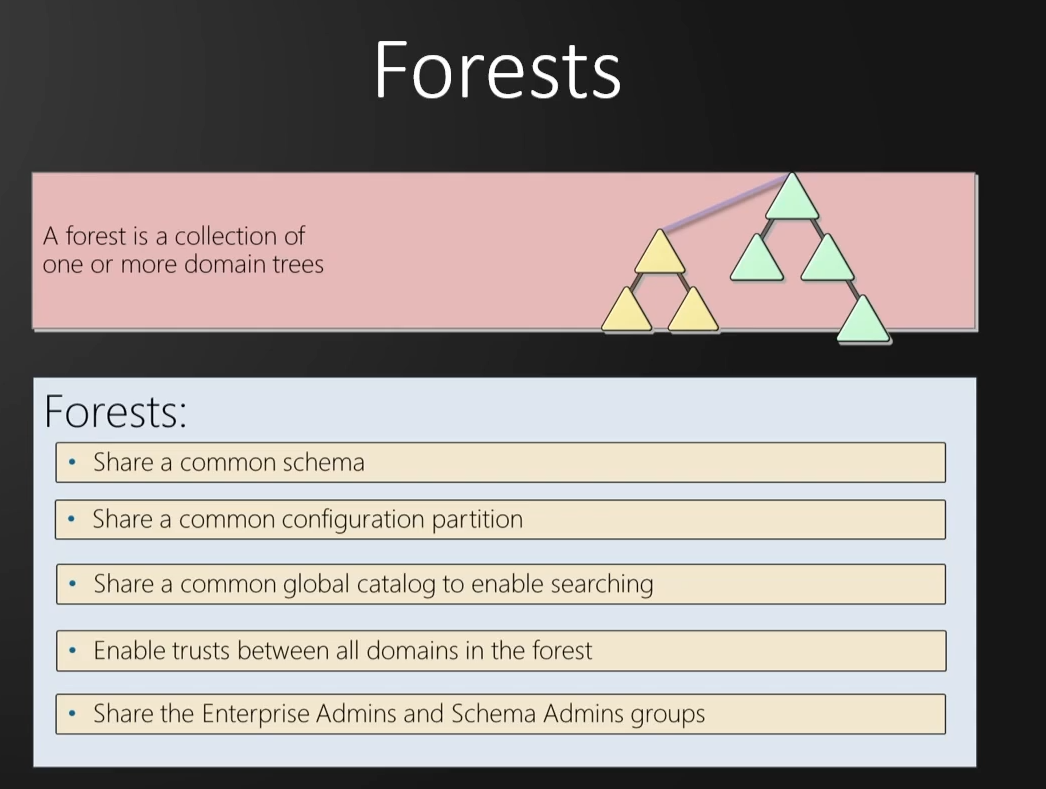 Forests
A forest is a collection of
one or more domain trees
Forests:
• Share a common schema
• Share a common configuration partition
• Share a common global catalog to enable searching
• Enable trusts between all domains in the forest
• Share the Enterprise Admins and Schema Admins groups